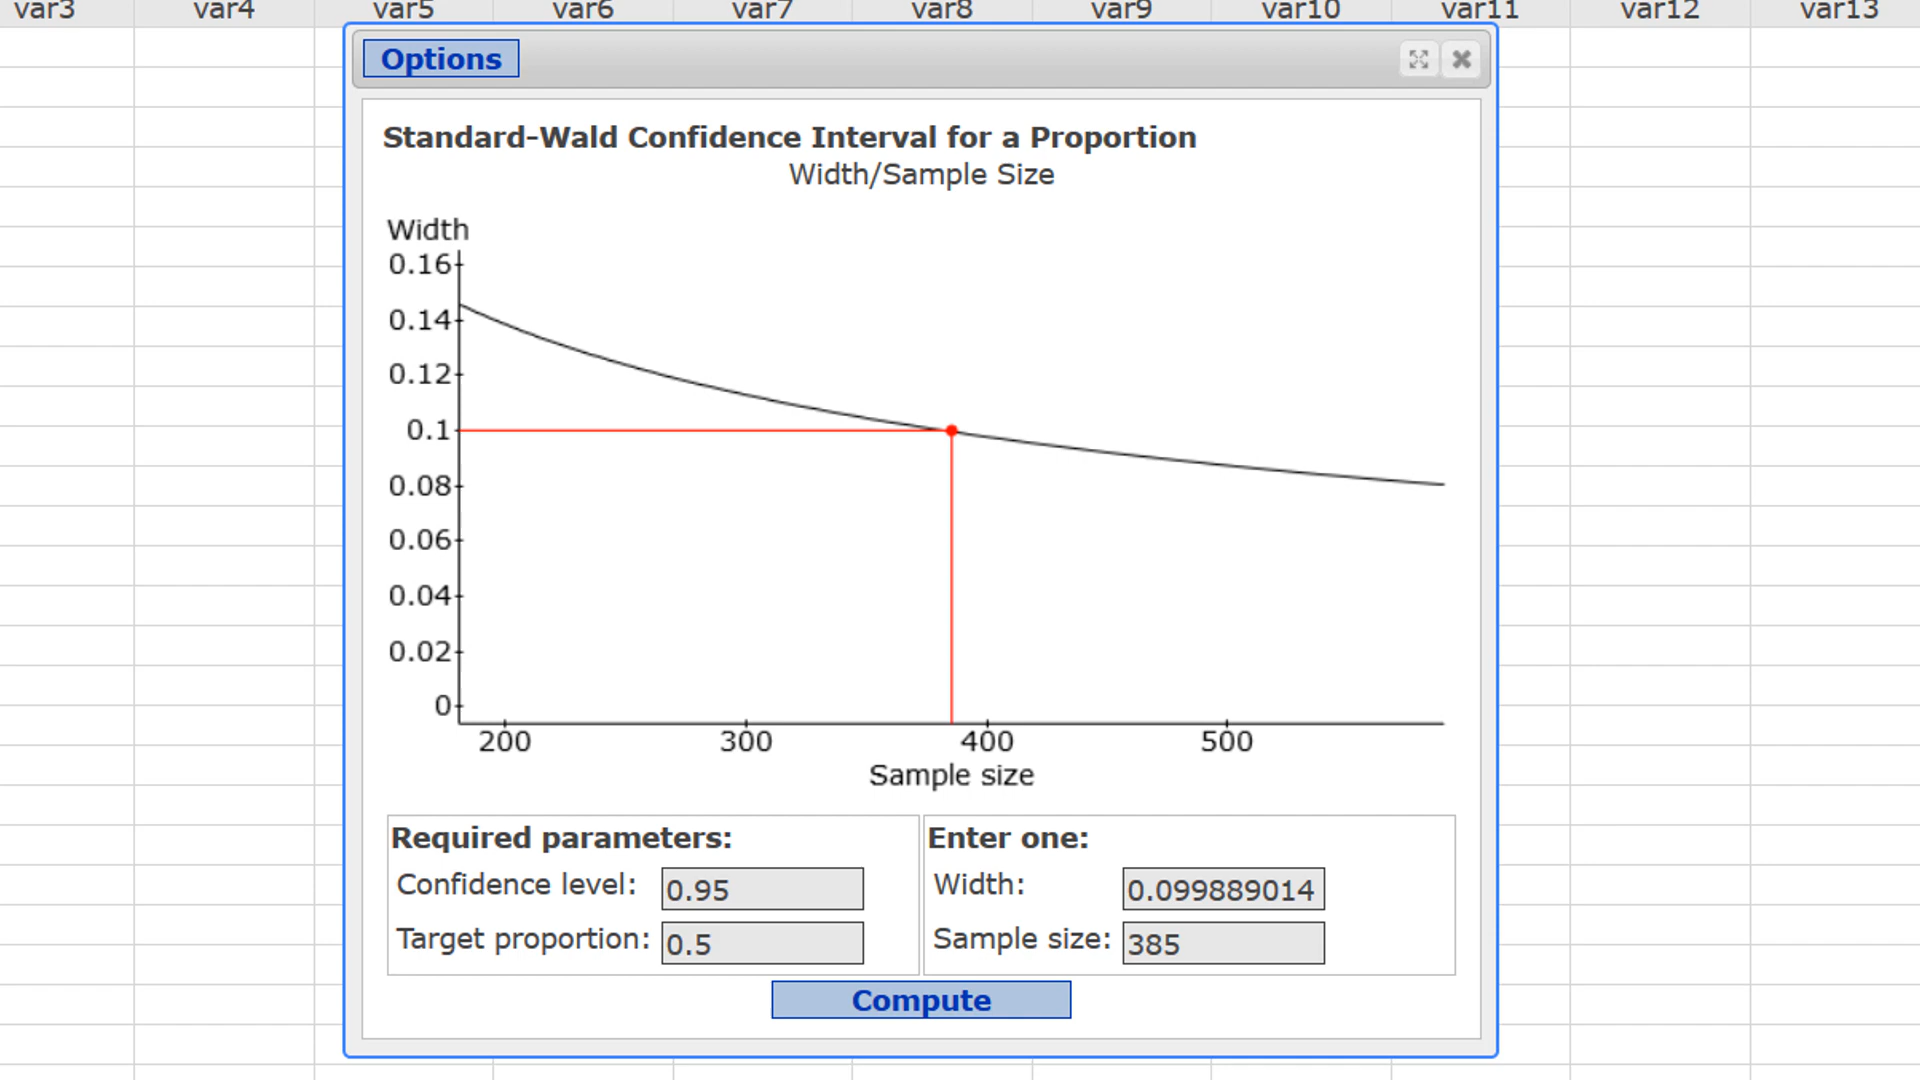 var3 var4 var5 var6 var7 var8 var9 var10 var11 var12 var13
Options
Standard-Wald Confidence Interval for a Proportion
Width/Sample Size
Width
0.16
0.14
0.12
0.1
0.08
0.06
0.04
0.02
0
200 300 400 500
Sample size
Required parameters:
Confidence level: 0.95
Target proportion: 0.5
Enter one:
Width: 0.099889014
Sample size: 385
Compute